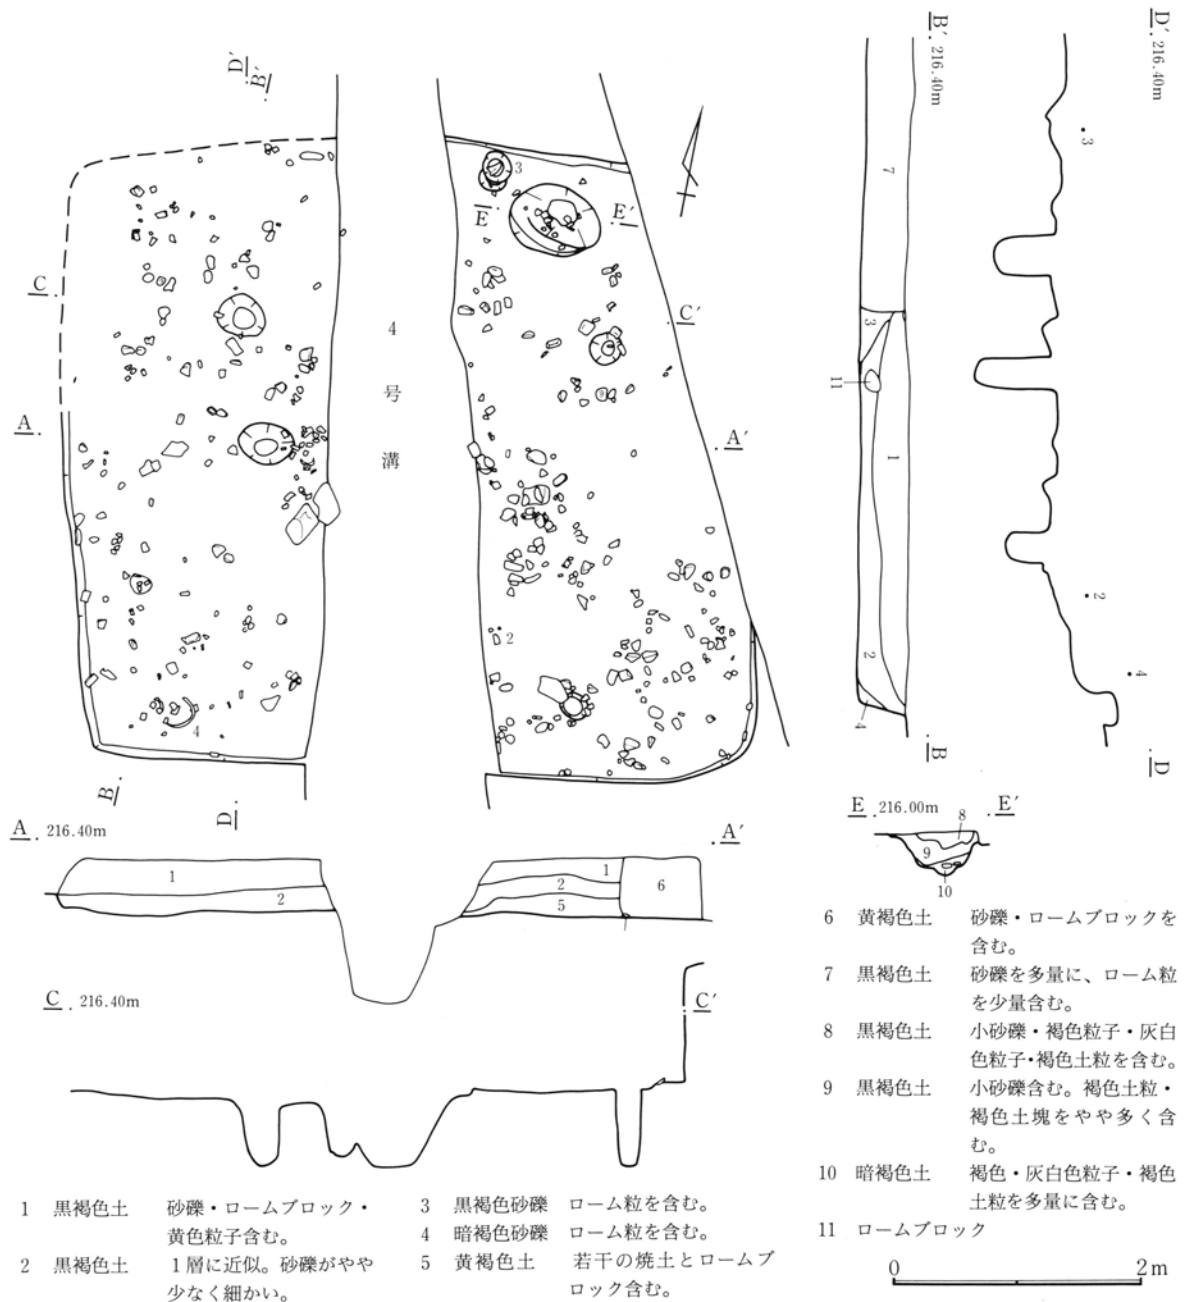 D′
B′
3
E
E′
C
C′
4
号
溝
A
A′
2
4
B
D
B′ 216.40m
D′ 216.40m
3
7
3
11
1
2
2
4
4
B
D
A 216.40m
A′
1
2
1
2
5
6
C 216.40m
C′
E 216.00m E′
8
9
10
1 黒褐色土 砂礫・ロームブロック・
黄色粒子含む。
2 黒褐色土 1層に近似。砂礫がやや
少なく細かい。
3 黒褐色砂礫 ローム粒を含む。
4 暗褐色砂礫 ローム粒を含む。
5 黄褐色土 若干の焼土とロームブ
ロック含む。
6 黄褐色土 砂礫・ロームブロックを
含む。
7 黒褐色土 砂礫を多量に、ローム粒
を少量含む。
8 黒褐色土 小砂礫・褐色粒子・灰白
色粒子・褐色土粒を含む。
9 黒褐色土 小砂礫含む。褐色土粒・
褐色土塊をやや多く含
む。
10 暗褐色土 褐色・灰白色粒子・褐色
土粒を多量に含む。
11 ロームブロック
0 2m